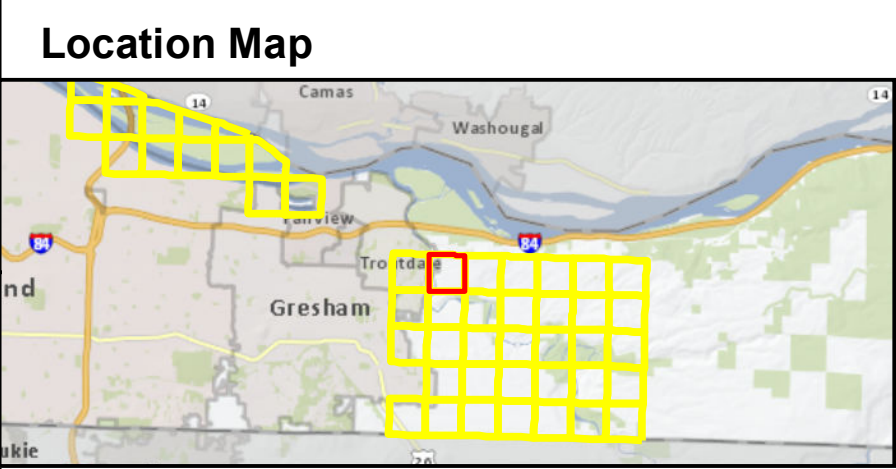 Location Map
14
14
Camas
Washougal
Fairview
84
84
Troutdale
nd
Gresham
ukie
26